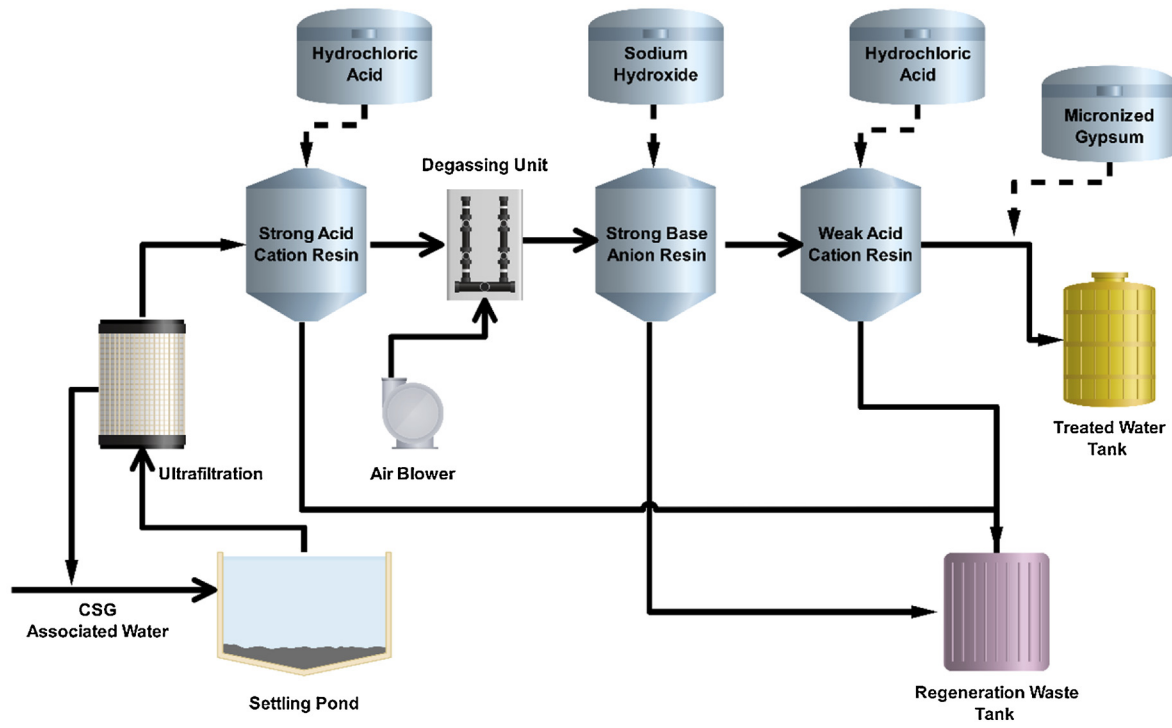 Hydrochloric
Acid
Sodium
Hydroxide
Hydrochloric
Acid
Micronized
Gypsum
Degassing Unit
Strong Acid
Cation Resin
Strong Base
Anion Resin
Weak Acid
Cation Resin
Ultrafiltration
Air Blower
Treated Water
Tank
CSG
Associated Water
Settling Pond
Regeneration Waste
Tank